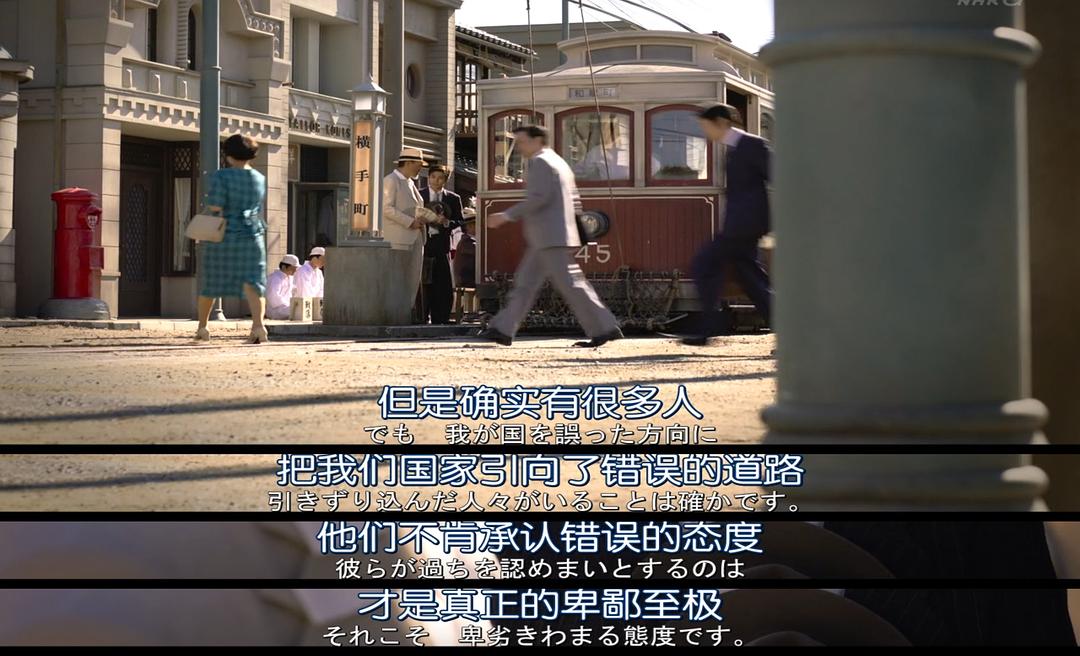 NHK
和歌町
TAILOR
横手町
45
但是确实有很多人
でも 我が国を誤った方向に
把我们国家引向了错误的道路
引きずり込んだ人々がいることは確かです。
他们不肯承认错误的态度
彼らが過ちを認めまいとするのは
才是真正的卑鄙至极
それこそ 卑劣きわまる態度です。